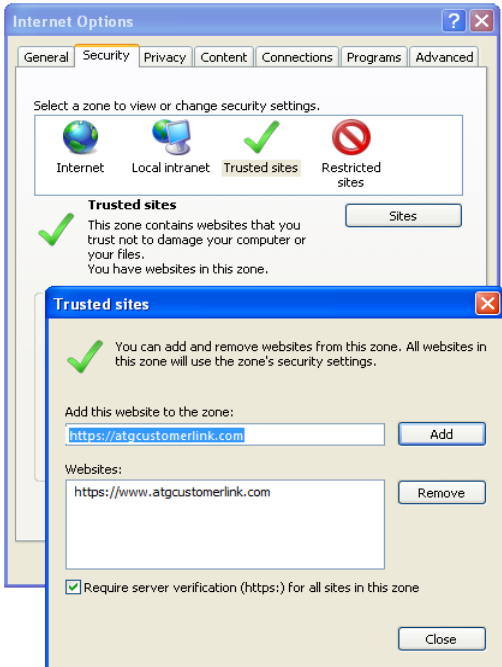 Internet Options
General Security Privacy Content Connections Programs Advanced
Select a zone to view or change security settings.
Internet Local intranet Trusted sites Restricted
sites
Trusted sites
Sites
This zone contains websites that you
trust not to damage your computer or
your files.
You have websites in this zone.
Trusted sites
You can add and remove websites from this zone. All websites in
this zone will use the zone's security settings.
Add this website to the zone:
https://atgcustomerlink.com Add
Websites:
https://www.atgcustomerlink.com Remove
Require server verification (https:) for all sites in this zone
Close